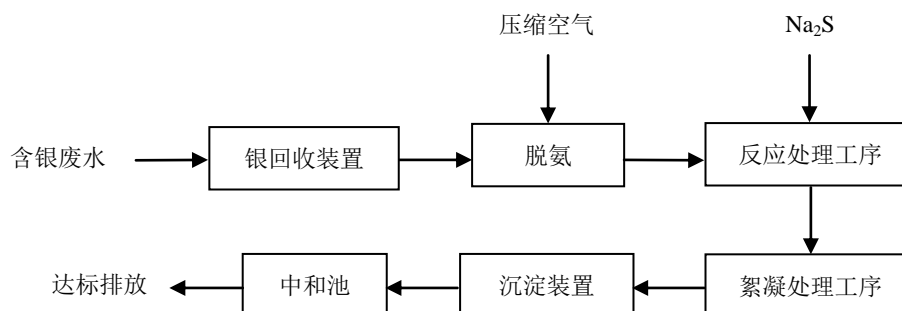 压缩空气
Na₂S
含银废水
银回收装置
脱氨
反应处理工序
达标排放
中和池
沉淀装置
絮凝处理工序